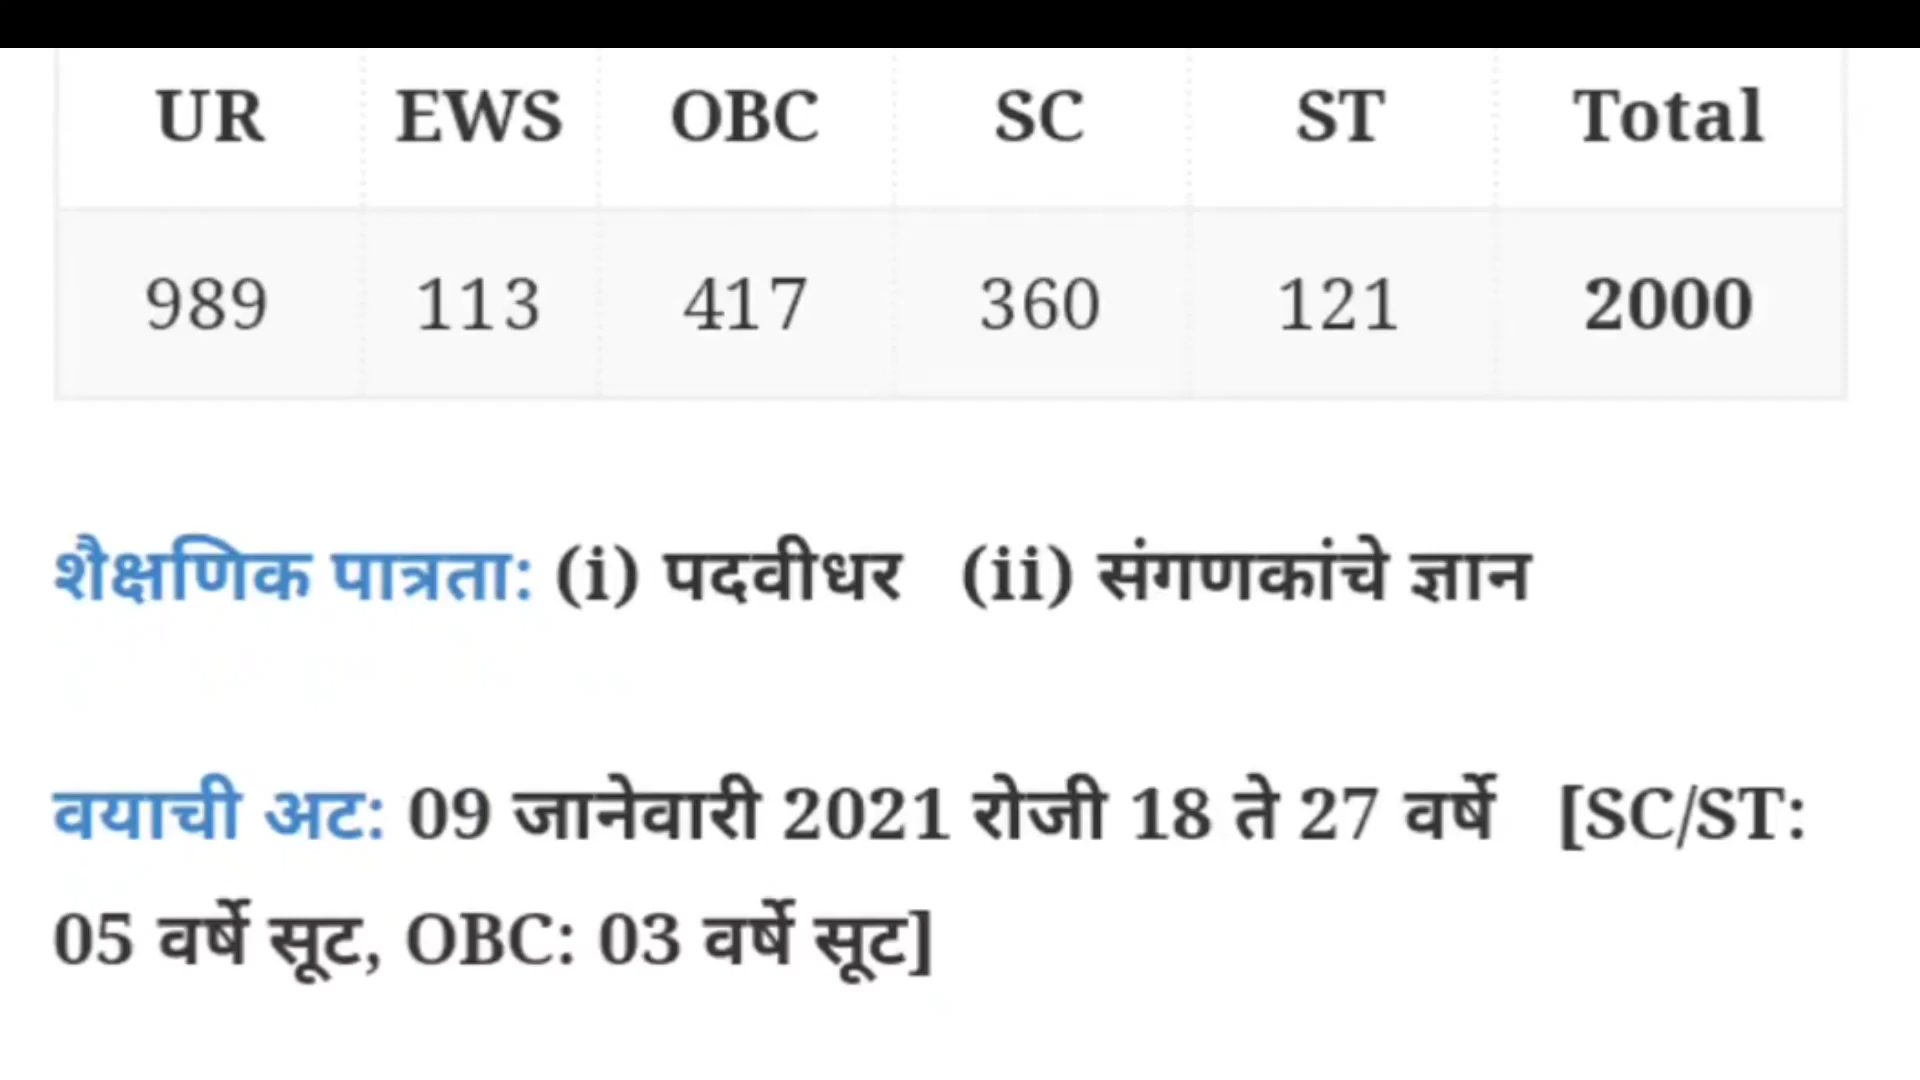 UR EWS OBC SC ST Total
989 113 417 360 121 2000
शैक्षणिक पात्रता: (i) पदवीधर (ii) संगणकांचे ज्ञान
वयाची अट: 09 जानेवारी 2021 रोजी 18 ते 27 वर्षे [SC/ST:
05 वर्षे सूट, OBC: 03 वर्षे सूट]